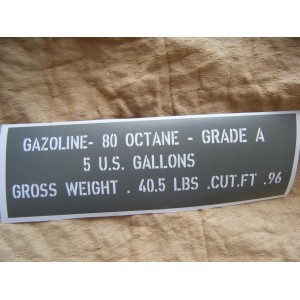 GAZOLINE- 80 OCTANE - GRADE A
5 U.S. GALLONS
GROSS WEIGHT . 40.5 LBS .CUT.FT .96